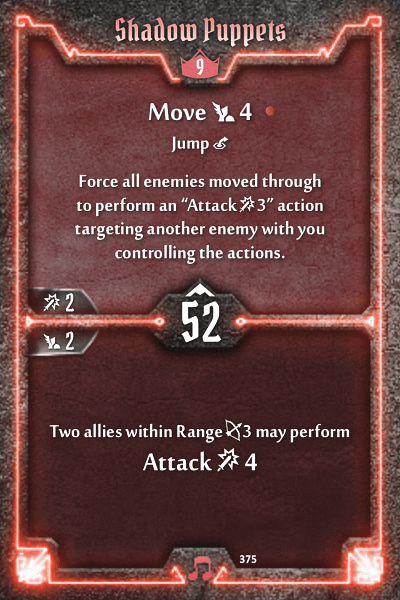 Shadow Puppets
9
Move 4
Jump
Force all enemies moved through
to perform an “Attack 3” action
targeting another enemy with you
controlling the actions.
2
52
2
Two allies within Range 3 may perform
Attack 4
375